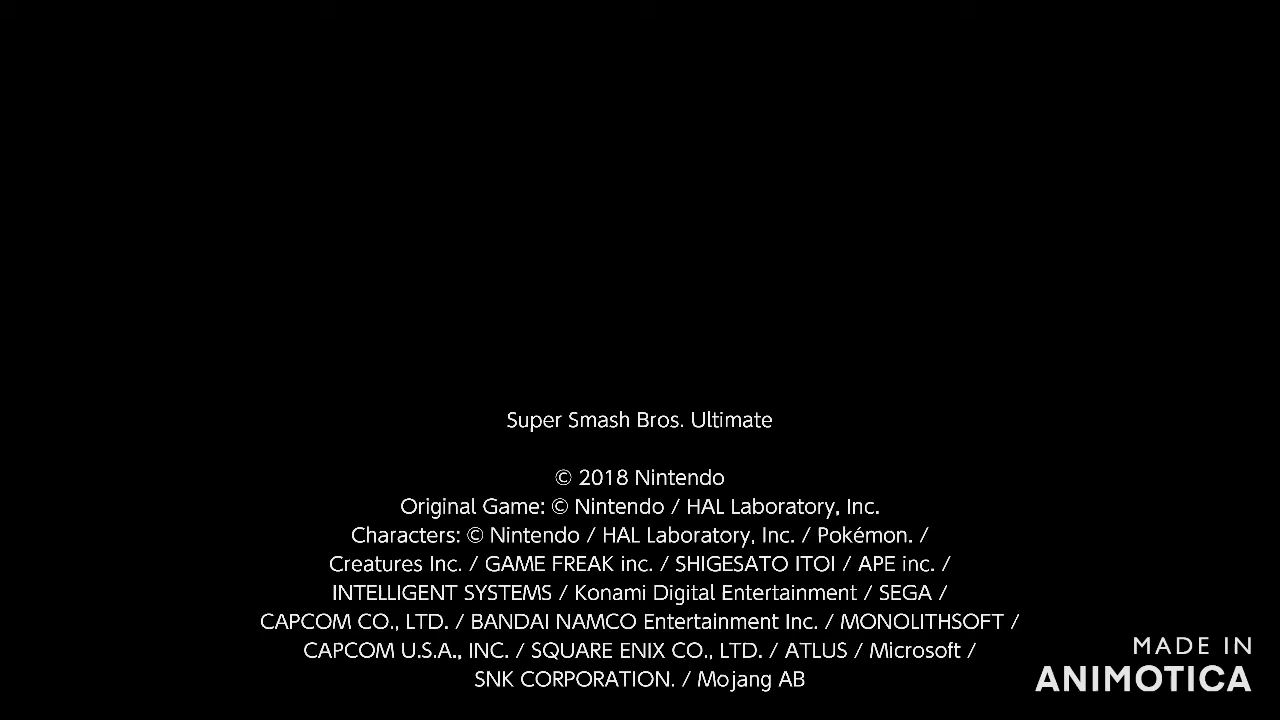 Super Smash Bros. Ultimate
© 2018 Nintendo
Original Game: © Nintendo / HAL Laboratory, Inc.
Characters: © Nintendo / HAL Laboratory, Inc. / Pokémon. /
Creatures Inc. / GAME FREAK inc. / SHIGESATO ITOI / APE inc. /
INTELLIGENT SYSTEMS / Konami Digital Entertainment / SEGA /
CAPCOM CO., LTD. / BANDAI NAMCO Entertainment Inc. / MONOLITHSOFT /
CAPCOM U.S.A., INC. / SQUARE ENIX CO., LTD. / ATLUS / Microsoft /
SNK CORPORATION. / Mojang AB
MADE IN
ANIMOTICA